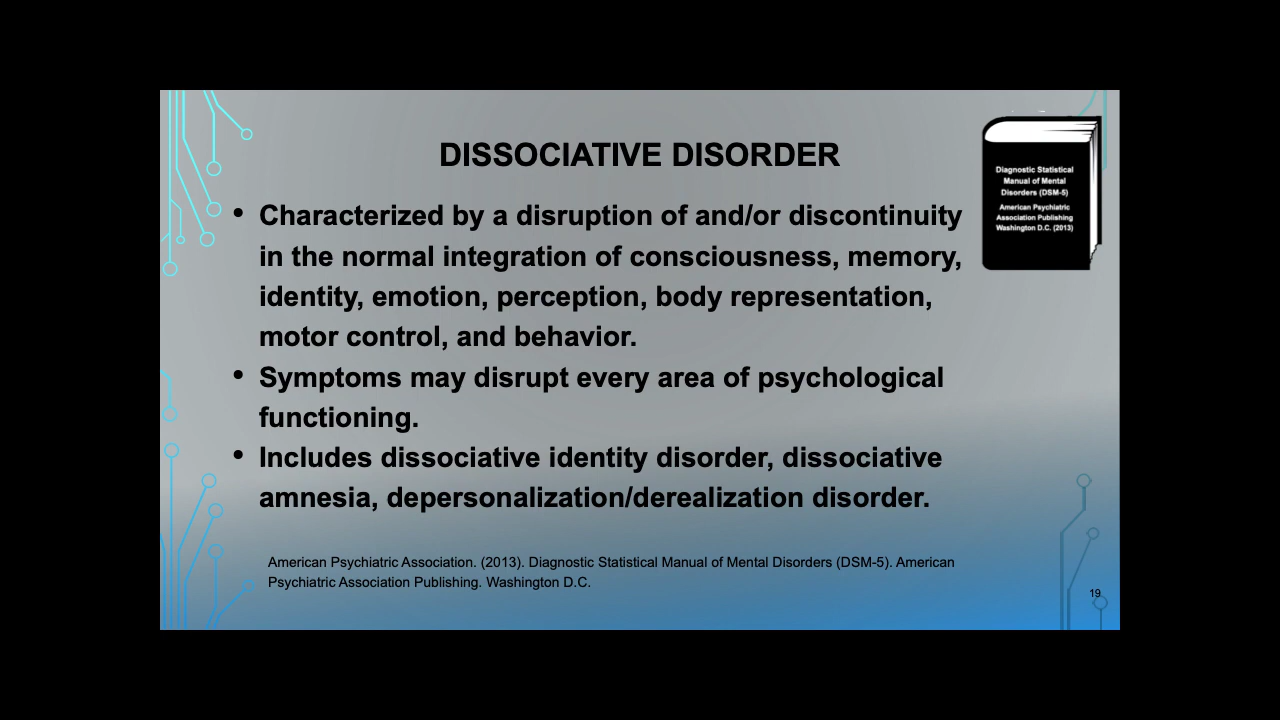 DISSOCIATIVE DISORDER
• Characterized by a disruption of and/or discontinuity
in the normal integration of consciousness, memory,
identity, emotion, perception, body representation,
motor control, and behavior.
• Symptoms may disrupt every area of psychological
functioning.
• Includes dissociative identity disorder, dissociative
amnesia, depersonalization/derealization disorder.
Diagnostic Statistical
Manual of Mental
Disorders (DSM-5)
American Psychiatric
Association Publishing
Washington D.C. (2013)
American Psychiatric Association. (2013). Diagnostic Statistical Manual of Mental Disorders (DSM-5). American
Psychiatric Association Publishing. Washington D.C.
19